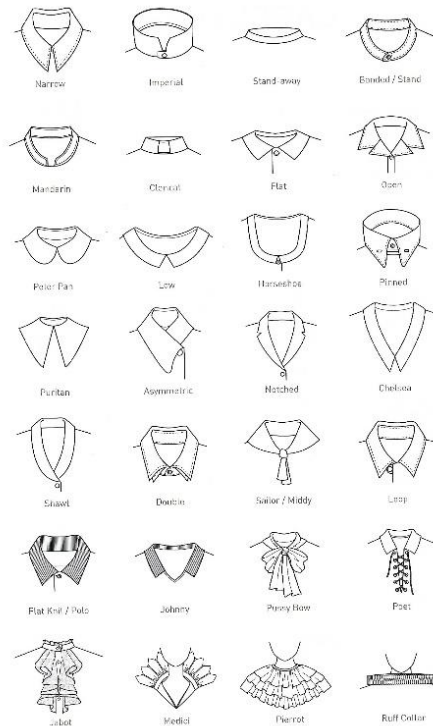 Narrow
Imperial
Stand-away
Banded / Stand
Mandarin
Clerical
Flat
Open
Peter Pan
Low
Horseshoe
Pinned
Puritan
Asymmetric
Notched
Chelsea
Shawl
Double
Sailor / Middy
Loop
Flat Knit / Polo
Johnny
Pussy Bow
Poet
Jabot
Medici
Pierrot
Ruff Collar